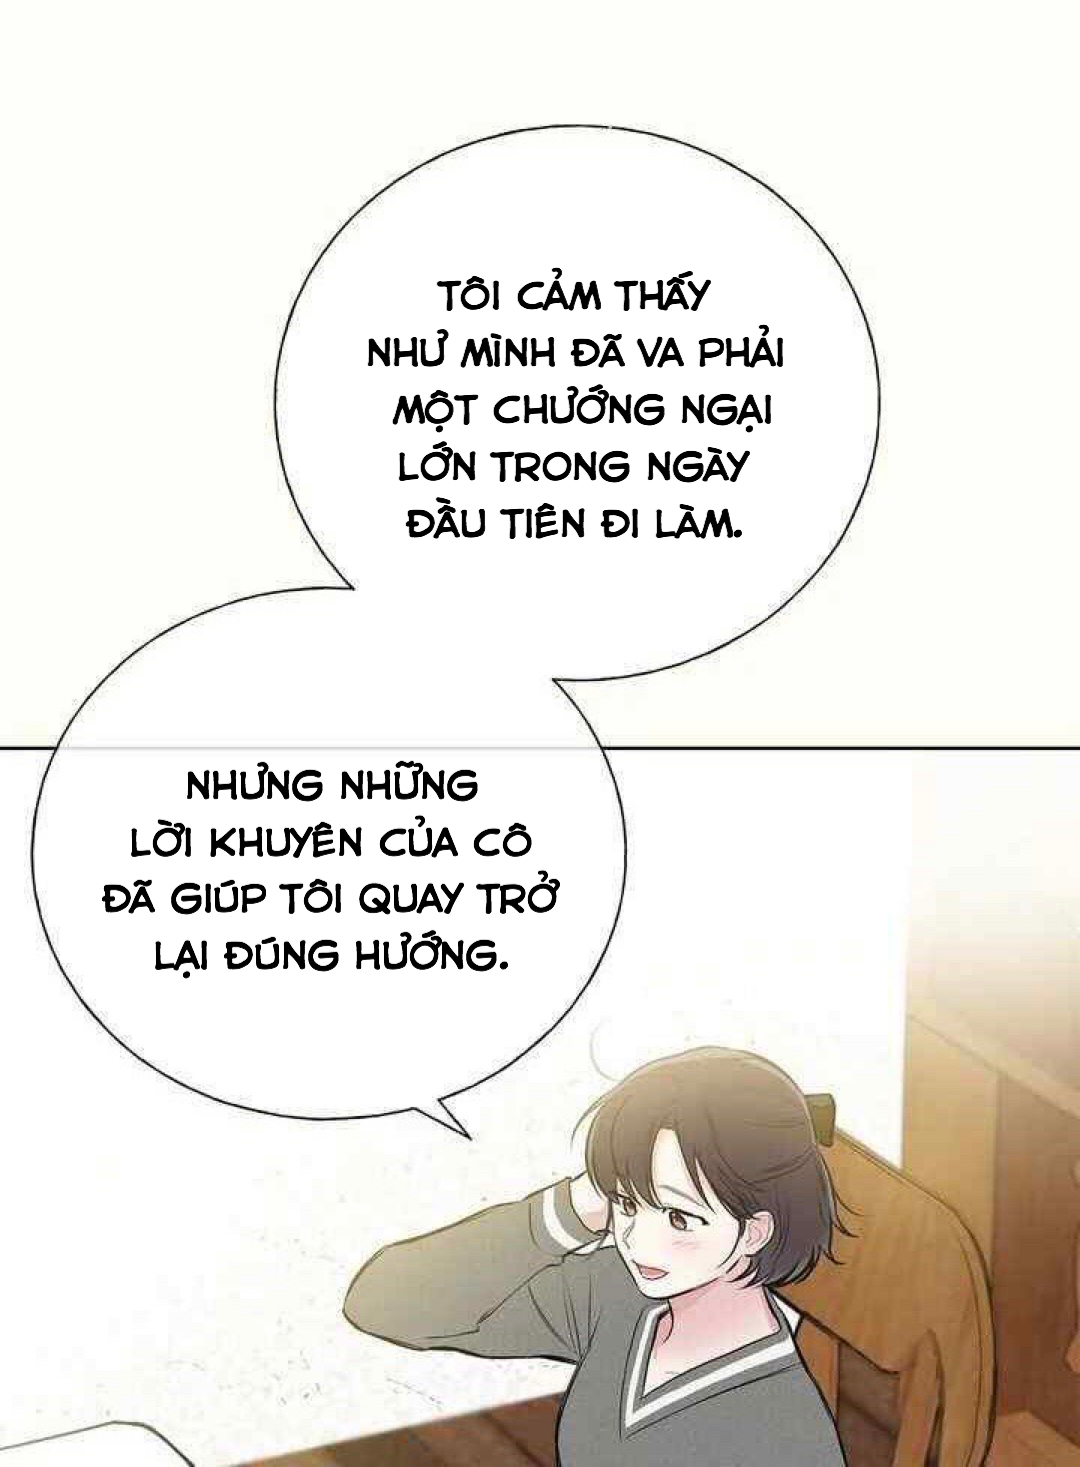 TÔI CẢM THẤY
NHƯ MÌNH ĐÃ VA PHẢI
MỘT CHƯỚNG NGẠI
LỚN TRONG NGÀY
ĐẦU TIÊN ĐI LÀM.
NHƯNG NHỮNG
LỜI KHUYÊN CỦA CÔ
ĐÃ GIÚP TÔI QUAY TRỞ
LẠI ĐÚNG HƯỚNG.